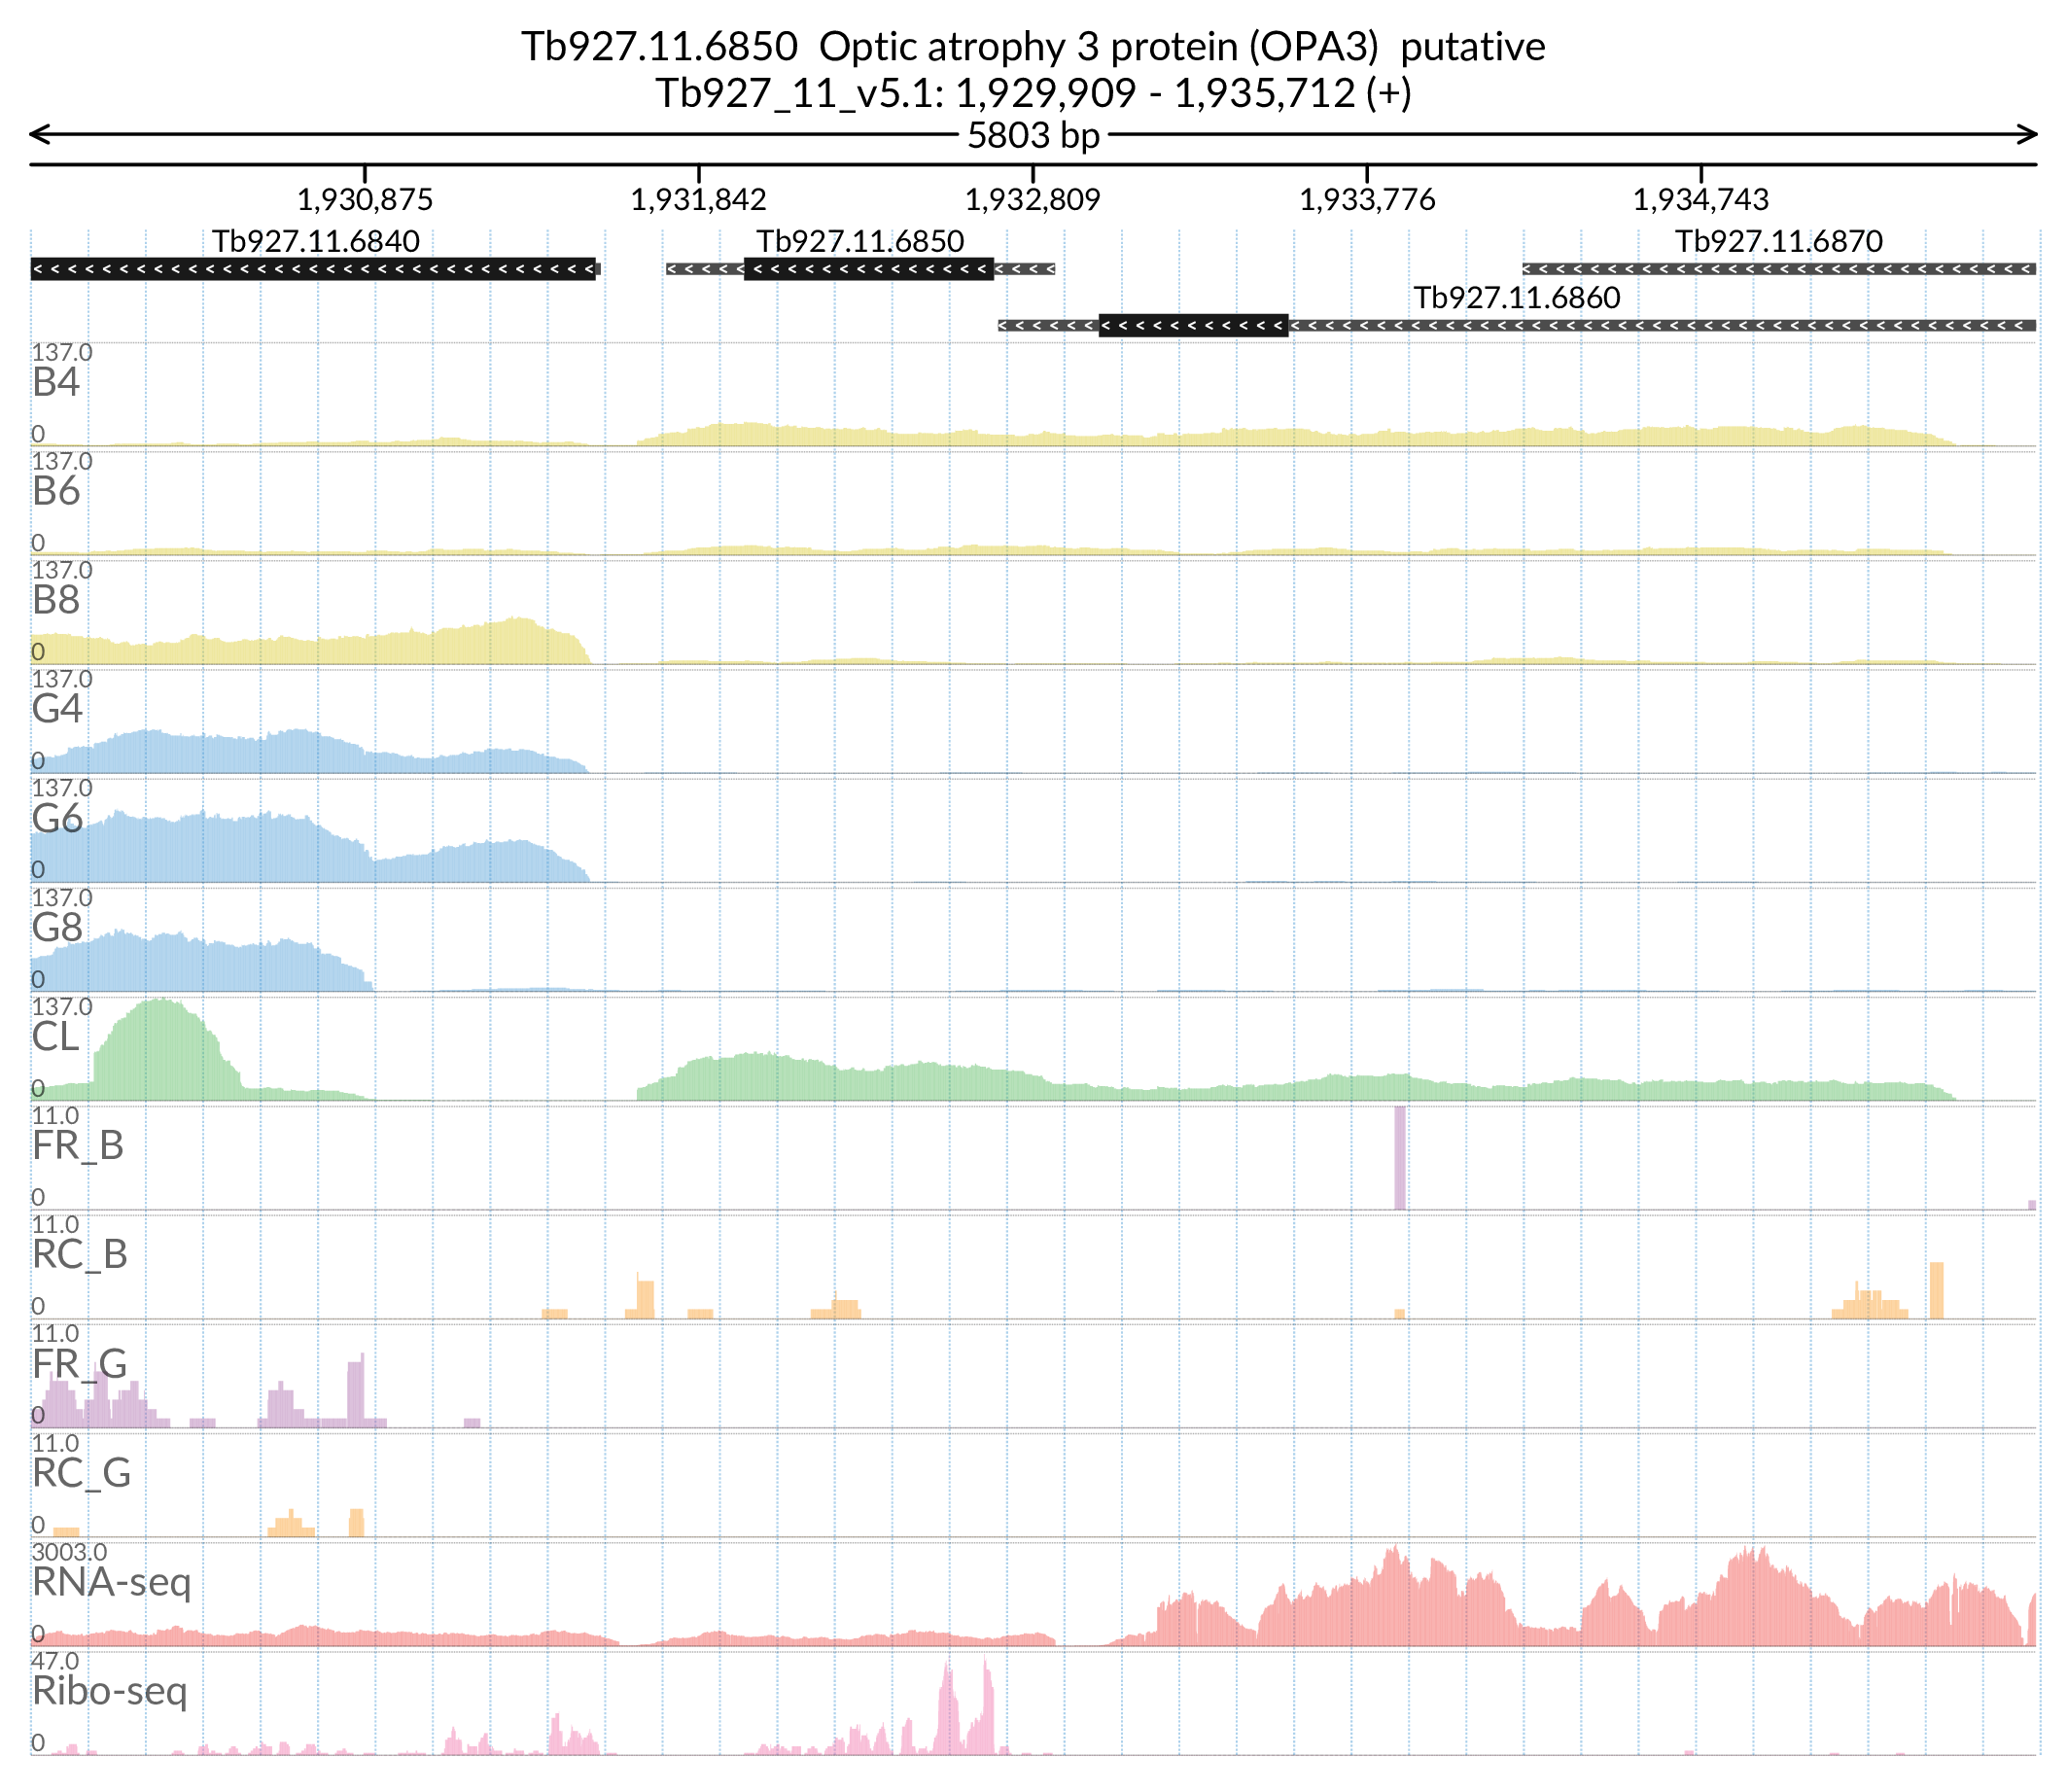 Tb927.11.6850  Optic atrophy 3 protein (OPA3)  putative
Tb927_11_v5.1: 1,929,909 - 1,935,712 (+)
5803 bp
1,930,875 1,931,842 1,932,809 1,933,776 1,934,743
Tb927.11.6840 Tb927.11.6850 Tb927.11.6870
Tb927.11.6860
137.0
B4
0
137.0
B6
0
137.0
B8
0
137.0
G4
0
137.0
G6
0
137.0
G8
0
137.0
CL
0
11.0
FR_B
0
11.0
RC_B
0
11.0
FR_G
0
11.0
RC_G
0
3003.0
RNA-seq
0
47.0
Ribo-seq
0